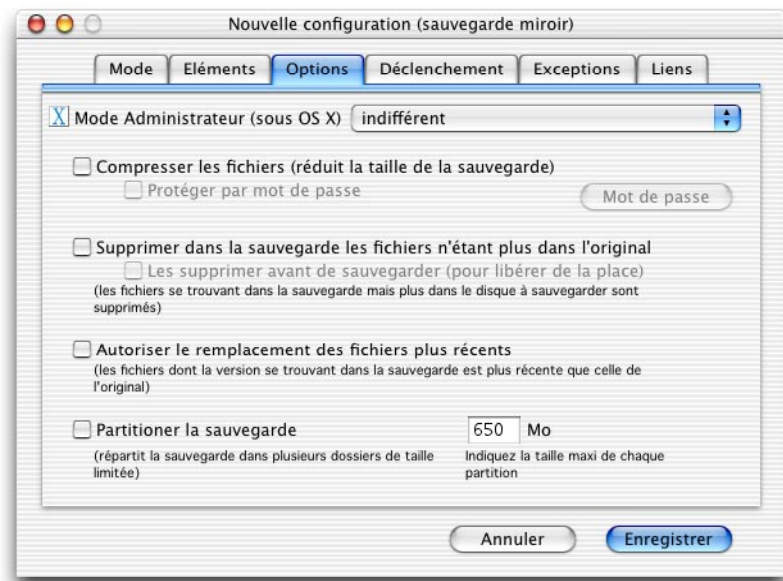 Nouvelle configuration (sauvegarde miroir)
Mode Eléments Options Déclenchement Exceptions Liens
X Mode Administrateur (sous OS X) indifférent
Compresser les fichiers (réduit la taille de la sauvegarde)
Protéger par mot de passe Mot de passe
Supprimer dans la sauvegarde les fichiers n'étant plus dans l'original
Les supprimer avant de sauvegarder (pour libérer de la place)
(les fichiers se trouvant dans la sauvegarde mais plus dans le disque à sauvegarder sont
supprimés)
Autoriser le remplacement des fichiers plus récents
(les fichiers dont la version se trouvant dans la sauvegarde est plus récente que celle de
l'original)
Partitioner la sauvegarde 650 Mo
(répartit la sauvegarde dans plusieurs dossiers de taille
limitée)
Indiquez la taille maxi de chaque
partition
Annuler Enregistrer